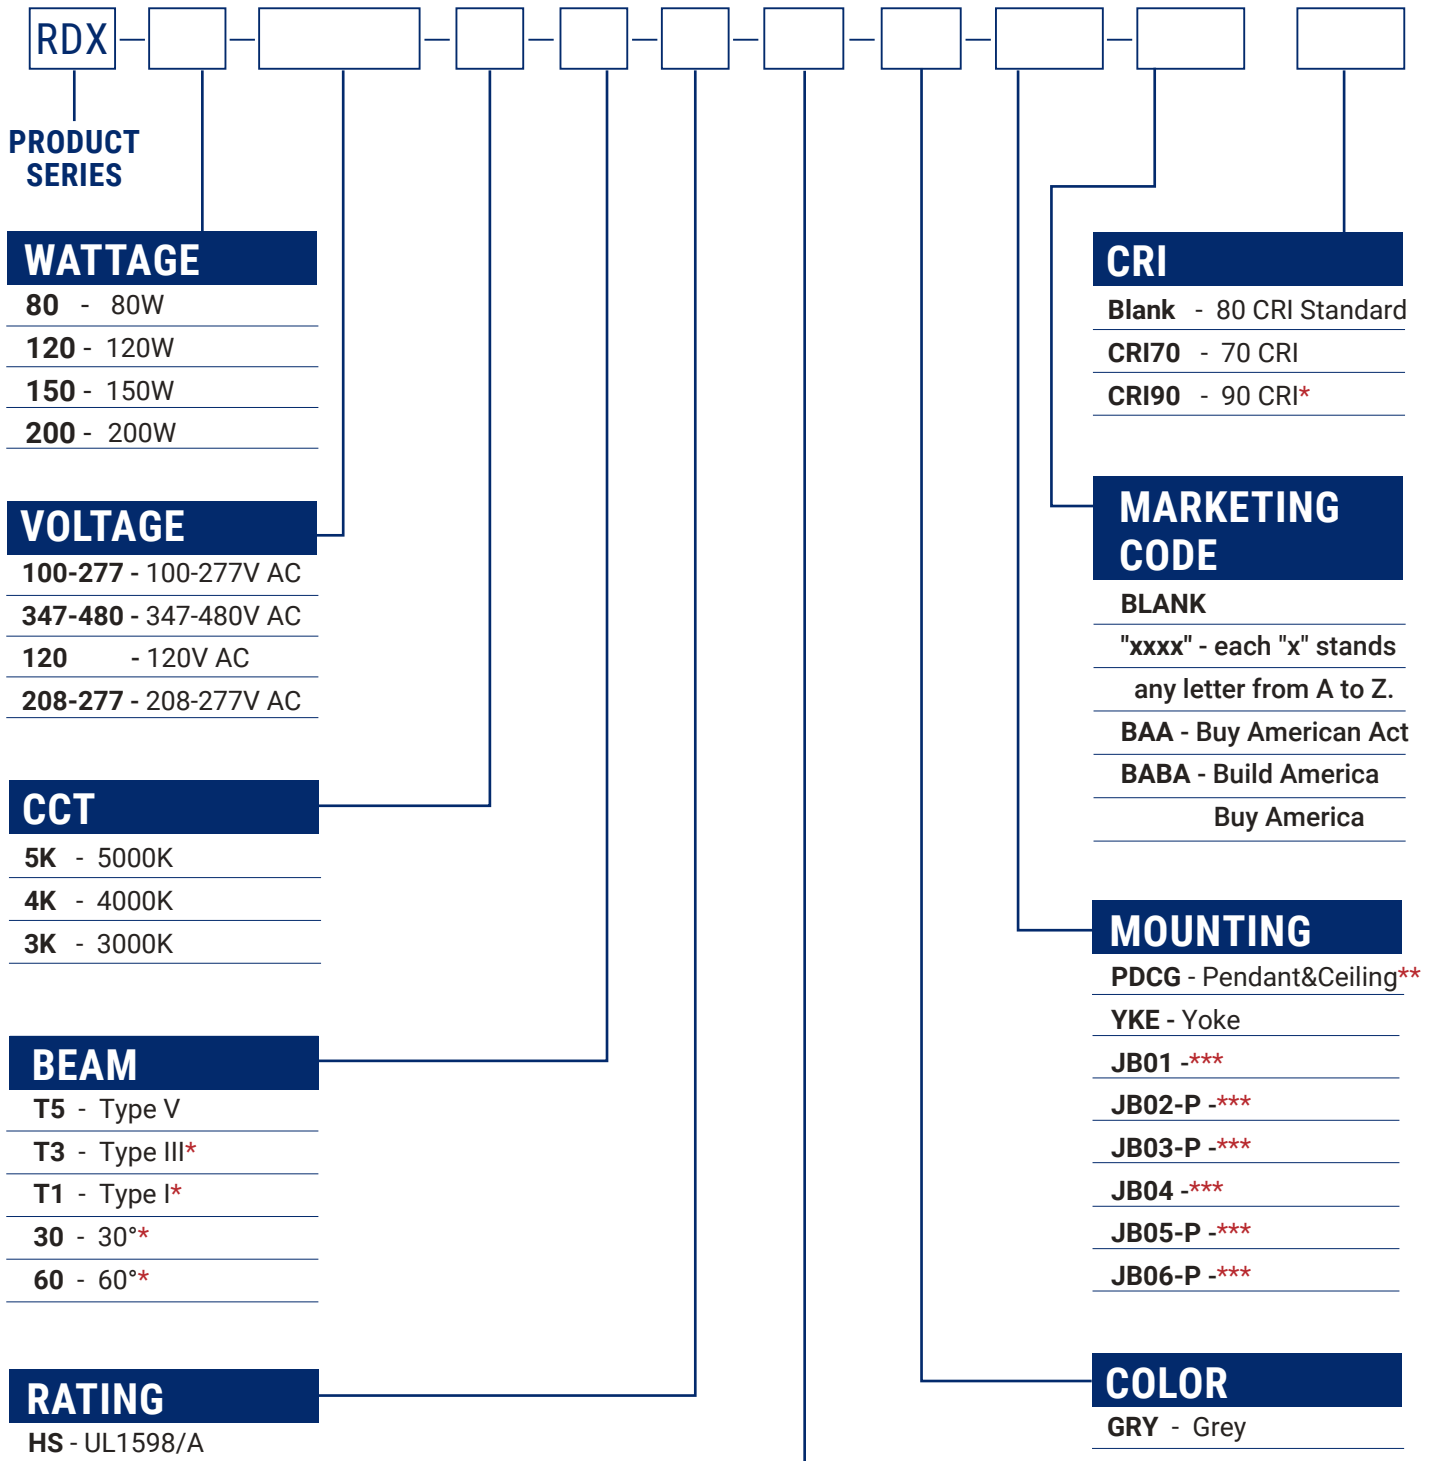 RDX
PRODUCT
SERIES
WATTAGE
80 - 80W
120 - 120W
150 - 150W
200 - 200W
VOLTAGE
100-277 - 100-277V AC
347-480 - 347-480V AC
120 - 120V AC
208-277 - 208-277V AC
CCT
5K - 5000K
4K - 4000K
3K - 3000K
BEAM
T5 - Type V
T3 - Type III*
T1 - Type I*
30 - 30°*
60 - 60°*
RATING
HS - UL1598/A
CRI
Blank - 80 CRI Standard
CRI70 - 70 CRI
CRI90 - 90 CRI*
MARKETING
CODE
BLANK
"xxxx" - each "x" stands
any letter from A to Z.
BAA - Buy American Act
BABA - Build America
Buy America
MOUNTING
PDCG - Pendant&Ceiling**
YKE - Yoke
JB01 -***
JB02-P -***
JB03-P -***
JB04 -***
JB05-P -***
JB06-P -***
COLOR
GRY - Grey